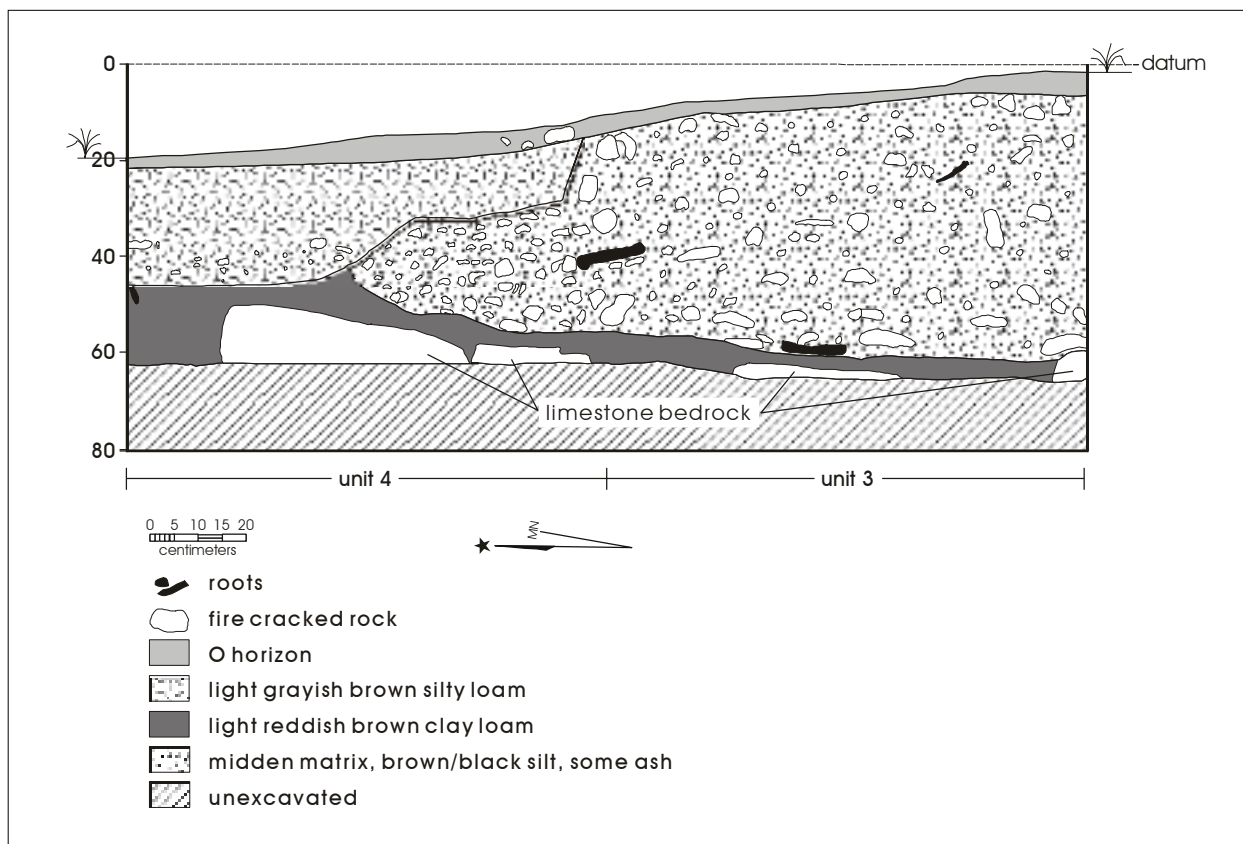 0
datum
20
40
60
limestone bedrock
80
unit 4
unit 3
0 5 10 15 20
centimeters
MN
roots
fire cracked rock
O horizon
light grayish brown silty loam
light reddish brown clay loam
midden matrix, brown/black silt, some ash
unexcavated